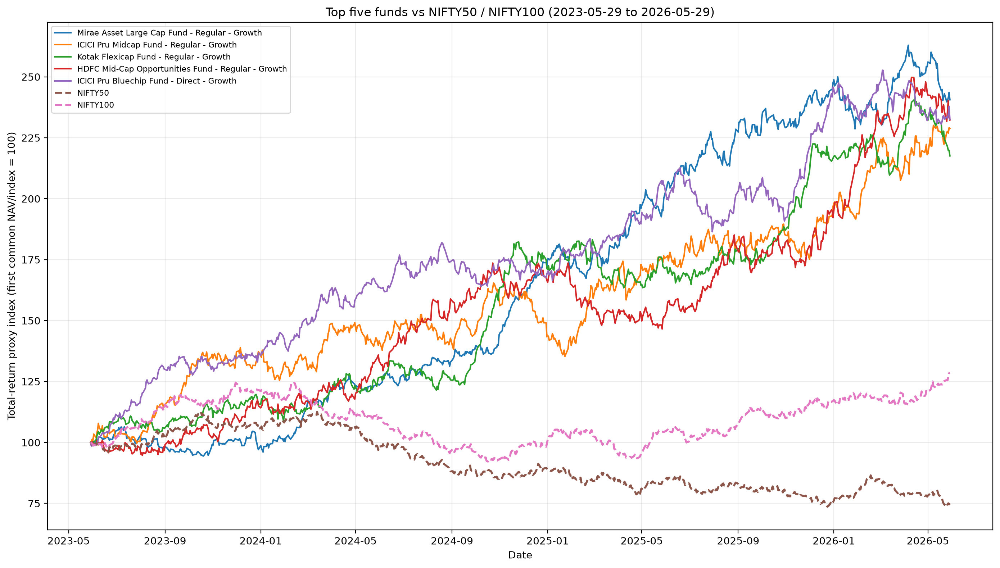 Top five funds vs NIFTY50 / NIFTY100 (2023-05-29 to 2026-05-29)
Mirae Asset Large Cap Fund - Regular - Growth
ICICI Pru Midcap Fund - Regular - Growth
Kotak Flexicap Fund - Regular - Growth
HDFC Mid-Cap Opportunities Fund - Regular - Growth
ICICI Pru Bluechip Fund - Direct - Growth
NIFTY50
NIFTY100
Total-return proxy index (first common NAV/index = 100)
250
225
200
175
150
125
100
75
2023-05 2023-09 2024-01 2024-05 2024-09 2025-01 2025-05 2025-09 2026-01 2026-05
Date